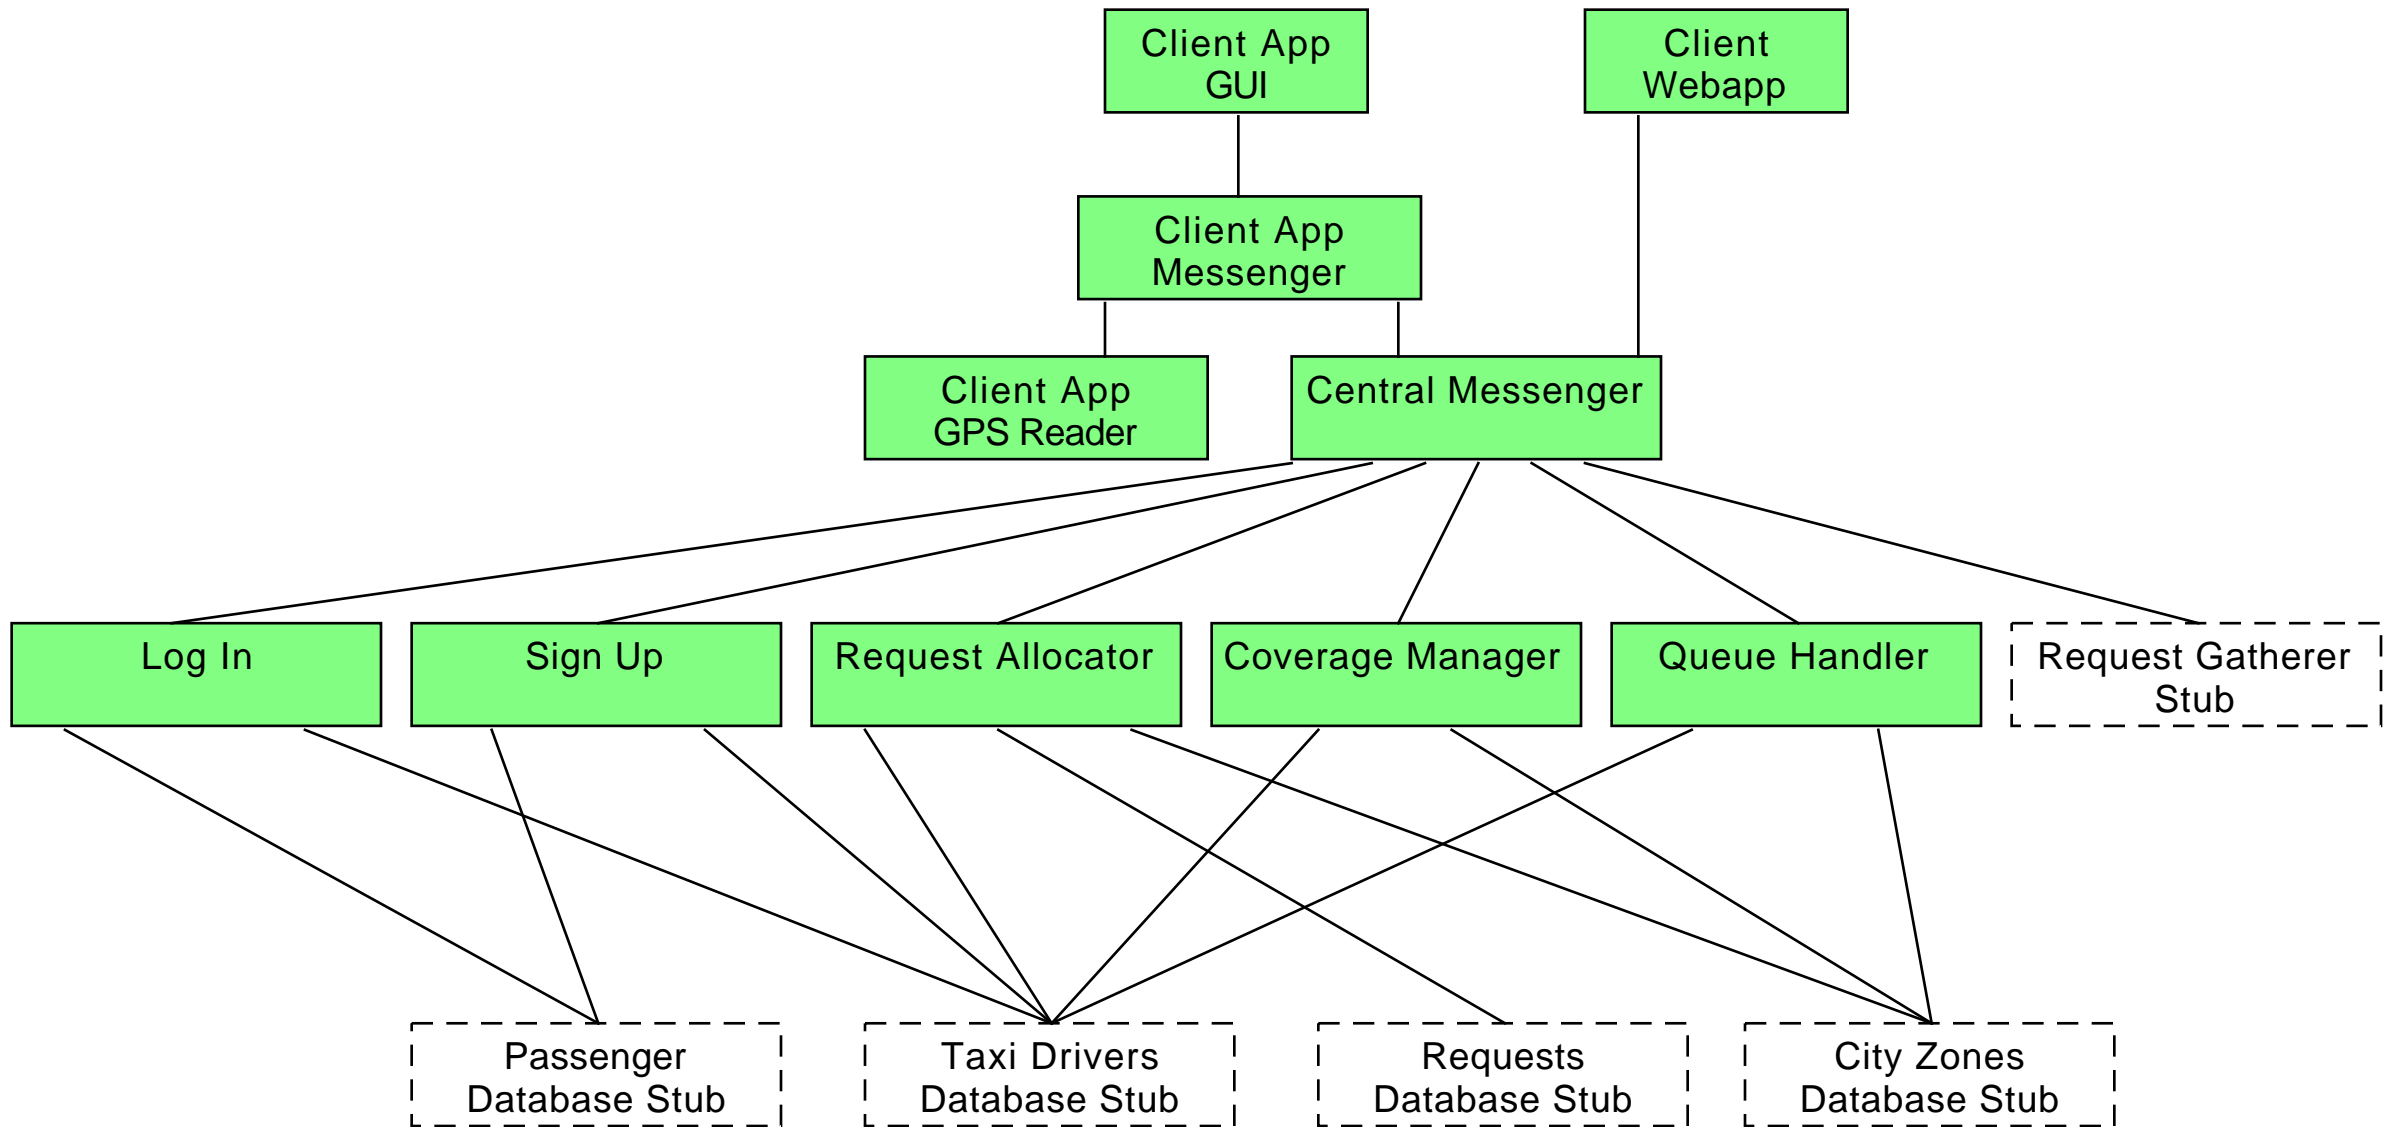 Client App
GUI
Client
Webapp
Client App
Messenger
Client App
GPS Reader
Central Messenger
Log In
Sign Up
Request Allocator
Coverage Manager
Queue Handler
Request Gatherer
Stub
Passenger
Database Stub
Taxi Drivers
Database Stub
Requests
Database Stub
City Zones
Database Stub